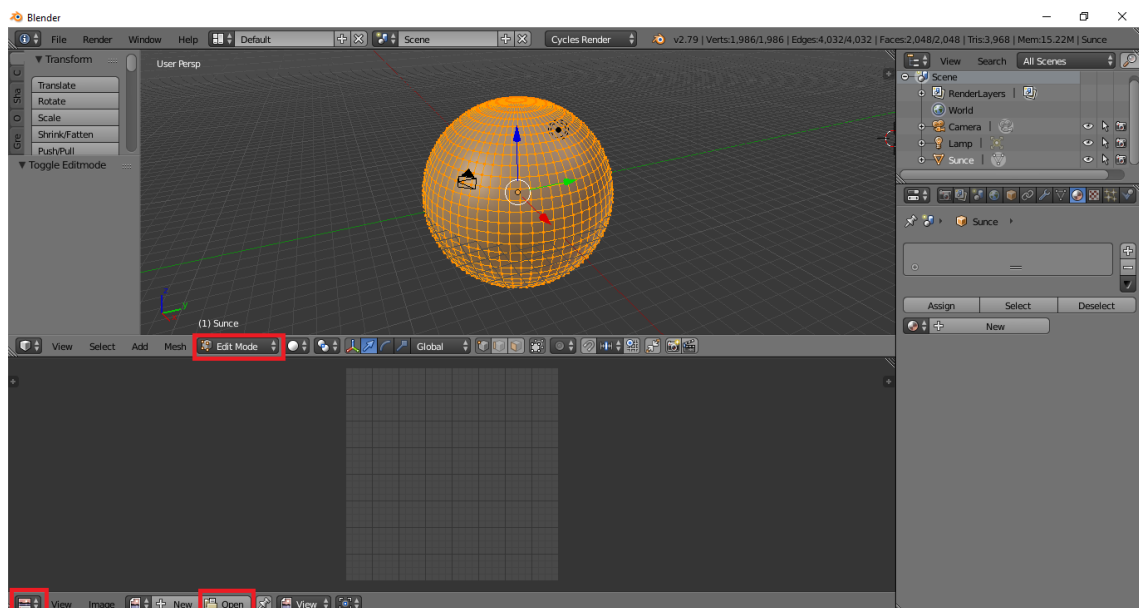 Blender
File Render Window Help Default Scene Cycles Render v2.79 | Verts:1,986/1,986 | Edges:4,032/4,032 | Faces:2,048/2,048 | Tris:3,968 | Mem:15.22M | Sunce
Transform
Translate
Rotate
Scale
Shrink/Fatten
Push/Pull
Toggle Editmode
Sha
Gre
User Persp
z
y
(1) Sunce
View Select Add Mesh Edit Mode Global
View Image New Open View
View Search All Scenes
Scene
RenderLayers |
World
Camera |
Lamp |
Sunce |
Sunce
Assign Select Deselect
New